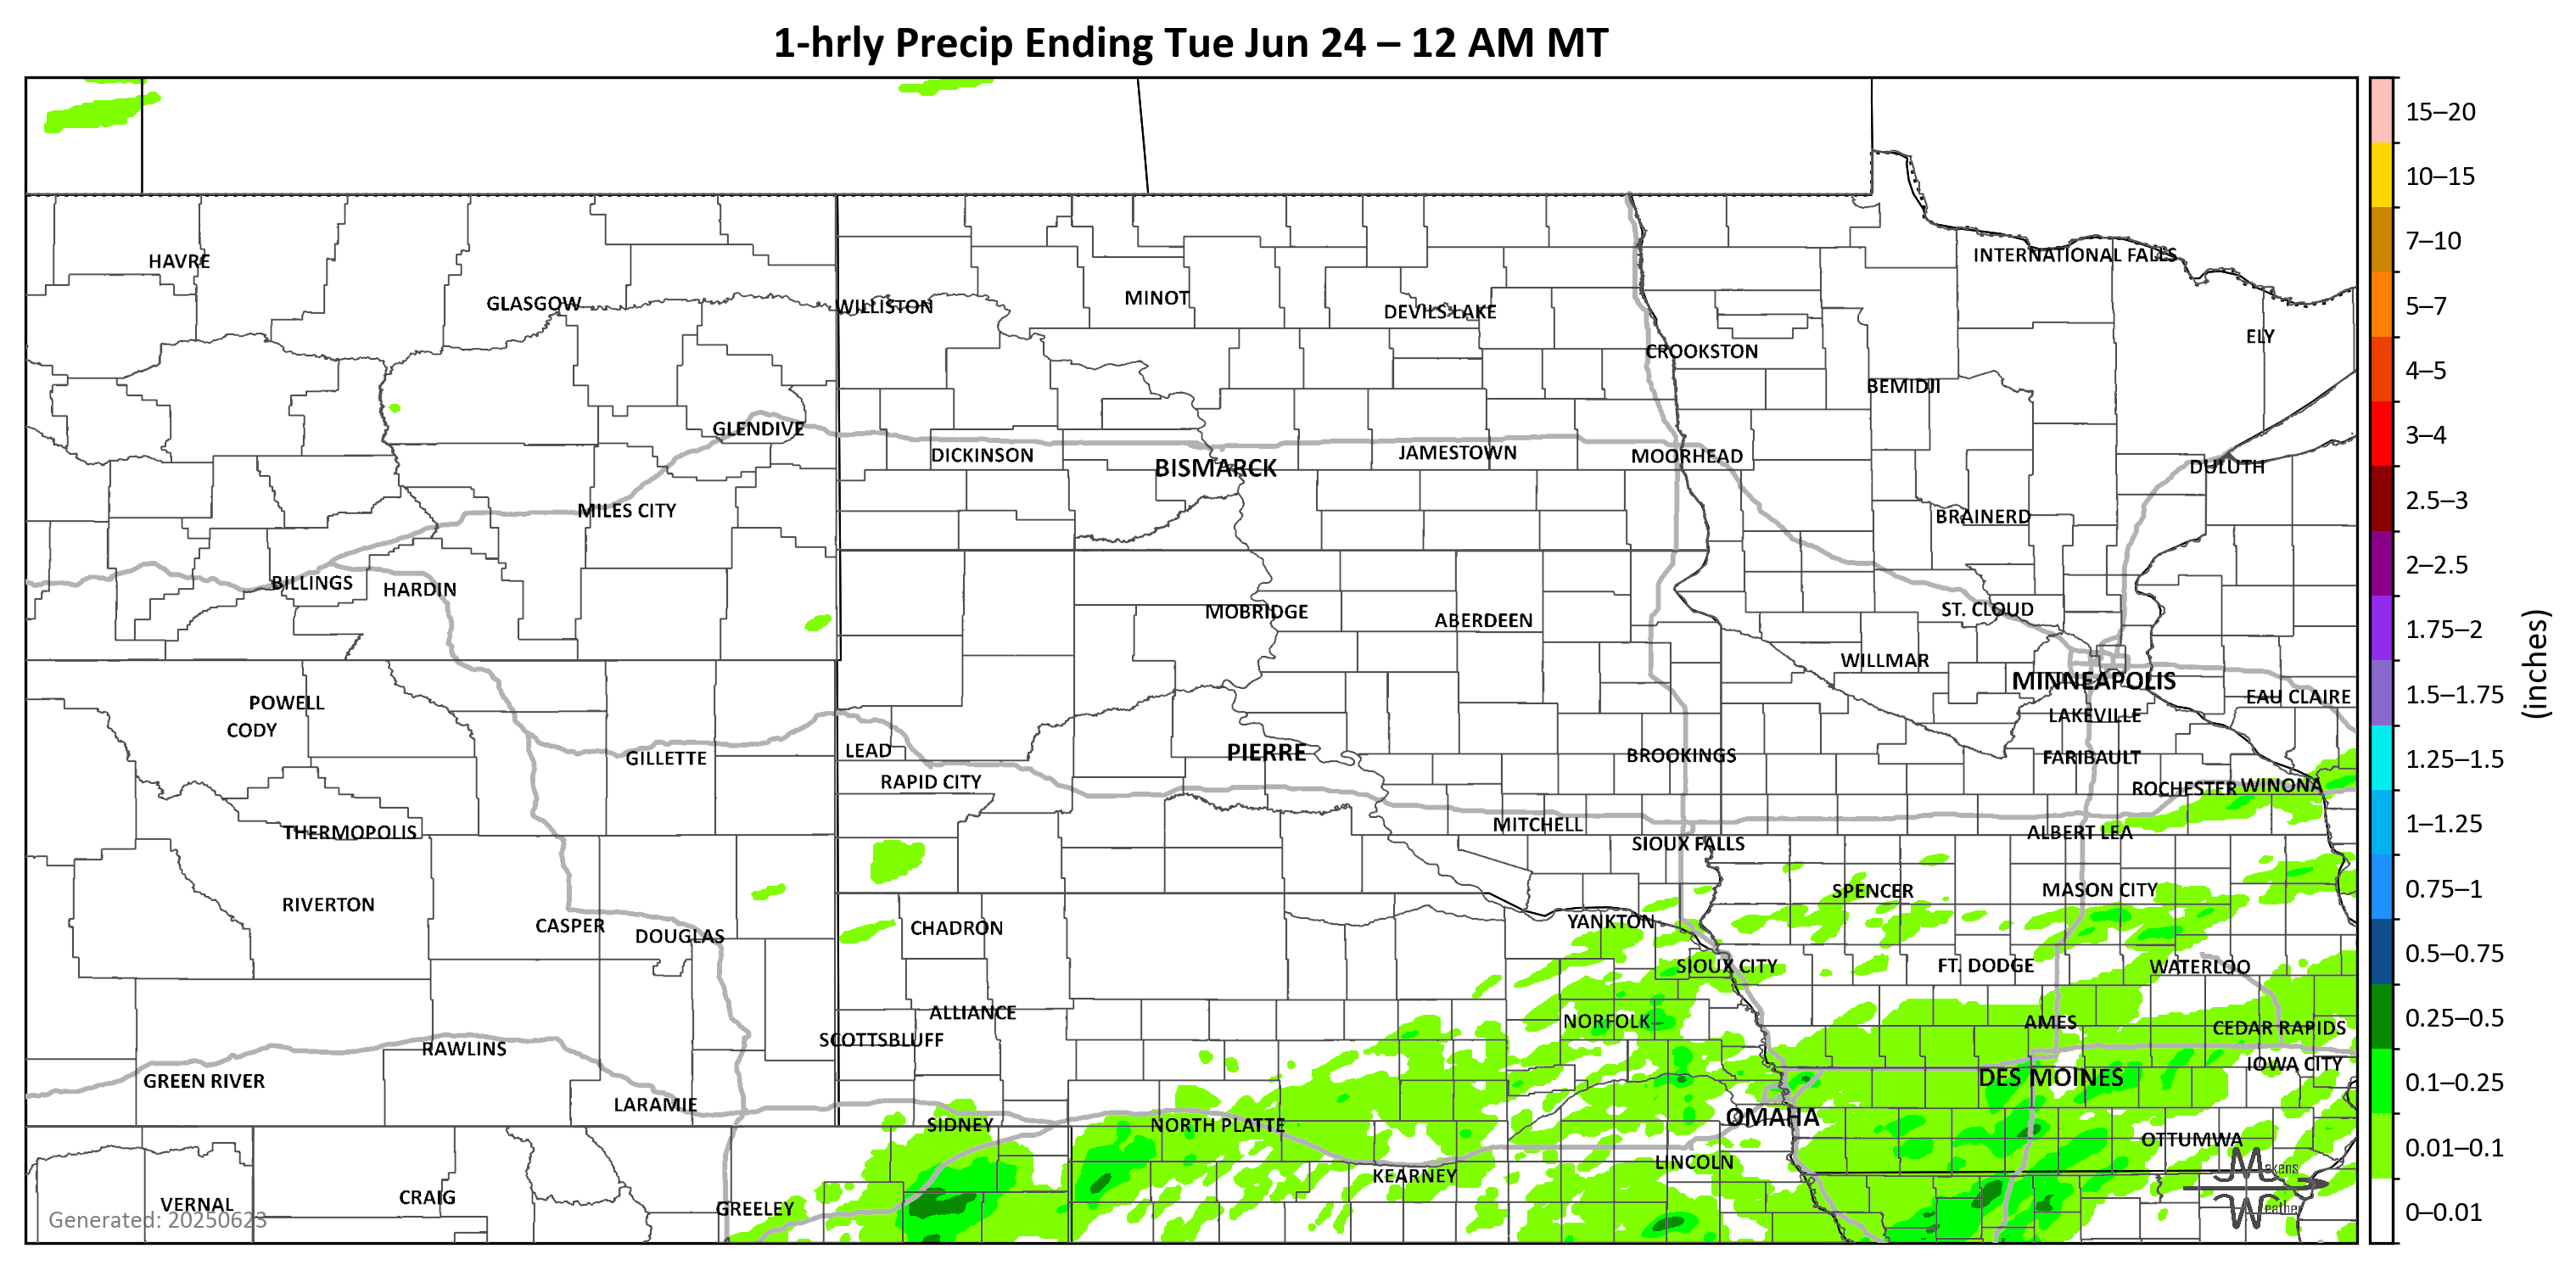 1-hrly Precip Ending Tue Jun 24 – 12 AM MT
15–20
10–15
7–10
5–7
4–5
3–4
2.5–3
2–2.5
1.75–2
1.5–1.75
1.25–1.5
1–1.25
0.75–1
0.5–0.75
0.25–0.5
0.1–0.25
0.01–0.1
0–0.01
(inches)
HAVRE
INTERNATIONAL FALLS
GLASGOW
WILLISTON
MINOT
DEVILS LAKE
ELY
CROOKSTON
BEMIDJI
GLENDIVE
DICKINSON
BISMARCK
JAMESTOWN
MOORHEAD
DULUTH
MILES CITY
BRAINERD
BILLINGS
HARDIN
MOBRIDGE
ABERDEEN
ST. CLOUD
WILLMAR
MINNEAPOLIS
POWELL
EAU CLAIRE
CODY
LAKEVILLE
GILLETTE
LEAD
PIERRE
BROOKINGS
FARIBAULT
RAPID CITY
ROCHESTER
WINONA
THERMOPOLIS
MITCHELL
ALBERT LEA
SIOUX FALLS
RIVERTON
SPENCER
MASON CITY
CASPER
DOUGLAS
CHADRON
YANKTON
SIOUX CITY
FT. DODGE
WATERLOO
ALLIANCE
NORFOLK
AMES
CEDAR RAPIDS
SCOTTSBLUFF
RAWLINS
IOWA CITY
GREEN RIVER
DES MOINES
LARAMIE
SIDNEY
NORTH PLATTE
OMAHA
OTTUMWA
LINCOLN
KEARNEY
VERNAL
CRAIG
GREELEY
Makens
Weather
Generated: 20250623